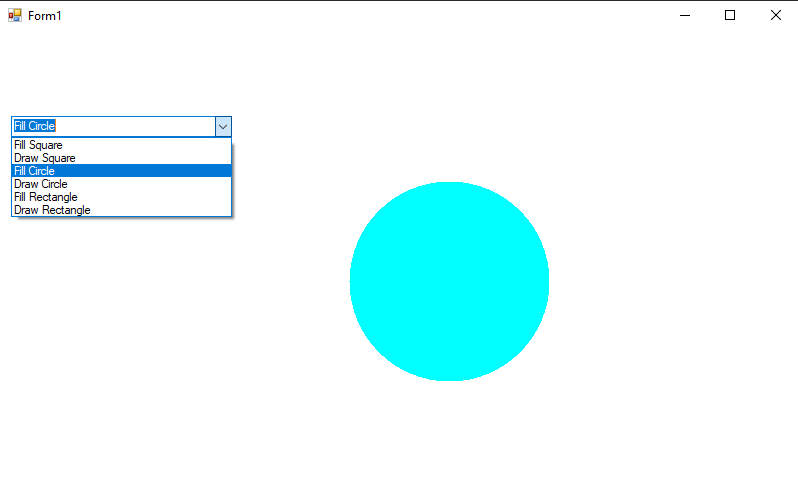 Form1
Fill Circle
Fill Square
Draw Square
Fill Circle
Draw Circle
Fill Rectangle
Draw Rectangle